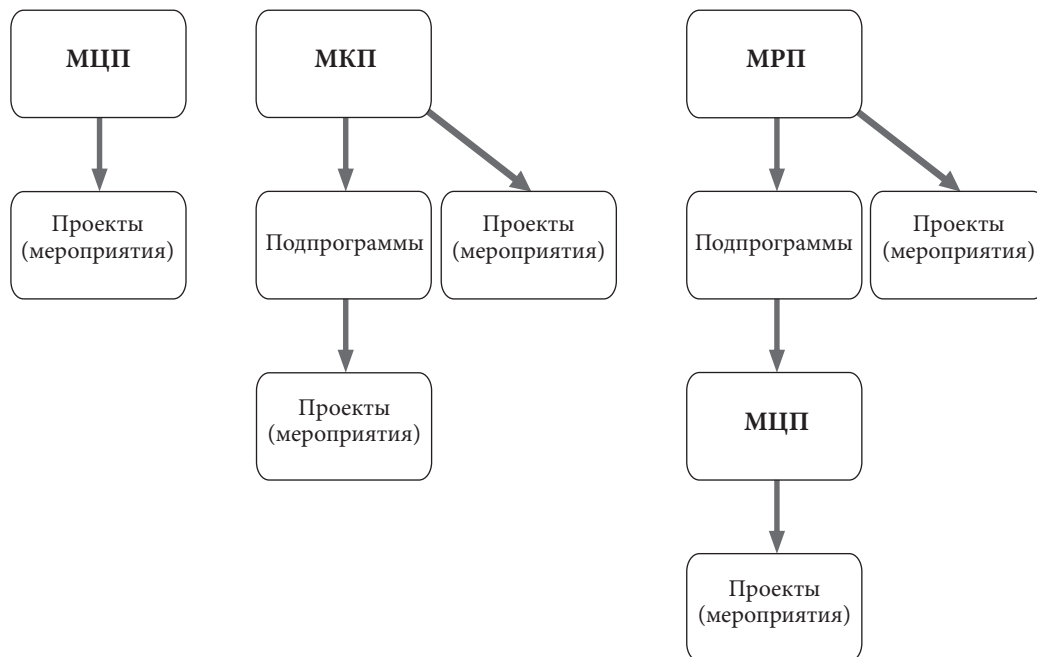 МЦП
МКП
МРП
Проекты
(мероприятия)
Подпрограммы
Проекты
(мероприятия)
Подпрограммы
Проекты
(мероприятия)
Проекты
(мероприятия)
МЦП
Проекты
(мероприятия)